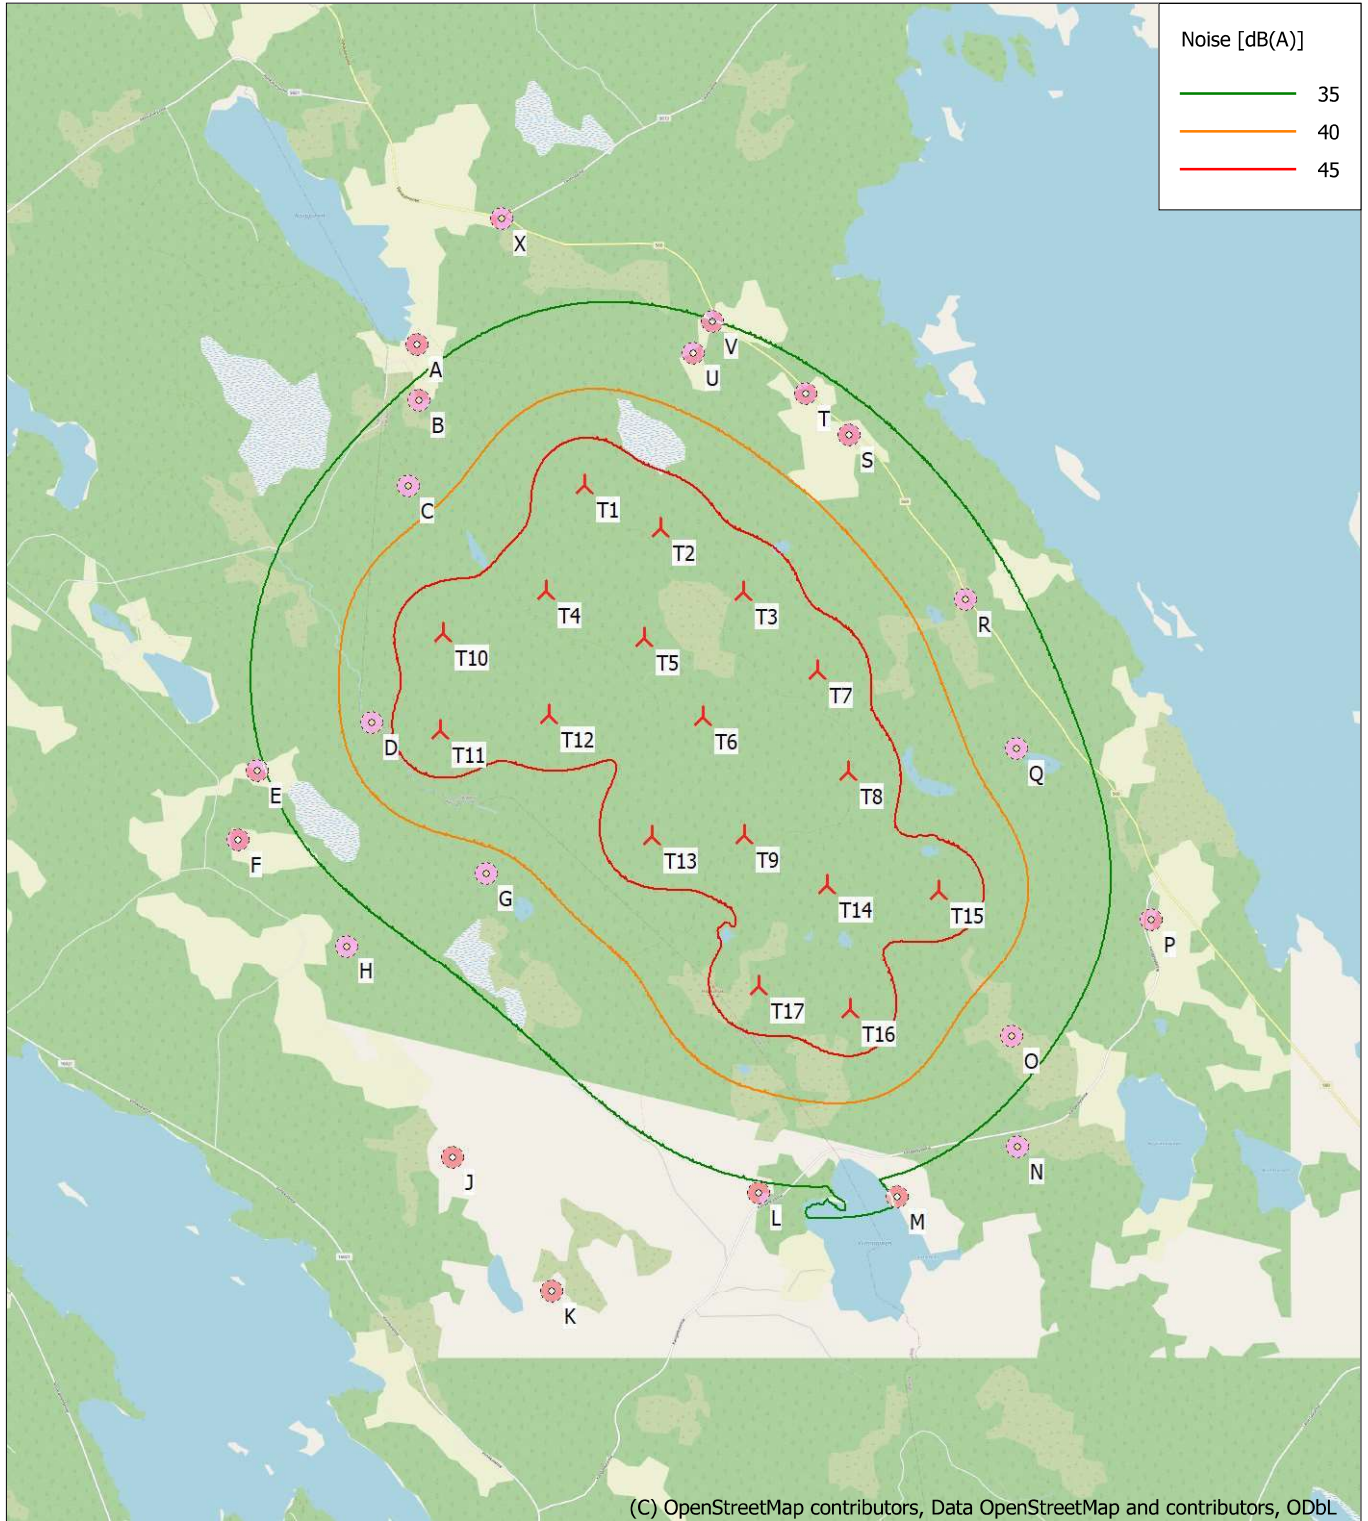 Noise [dB(A)]
35
40
45
X
V
A
U
B
T
S
C
T1
T2
T4
T3
R
T10
T5
T7
D
T12
T6
T11
Q
E
T8
F
T13
T9
G
T14
T15
P
H
T17
T16
O
N
J
L
M
K
(C) OpenStreetMap contributors, Data OpenStreetMap and contributors, ODbL